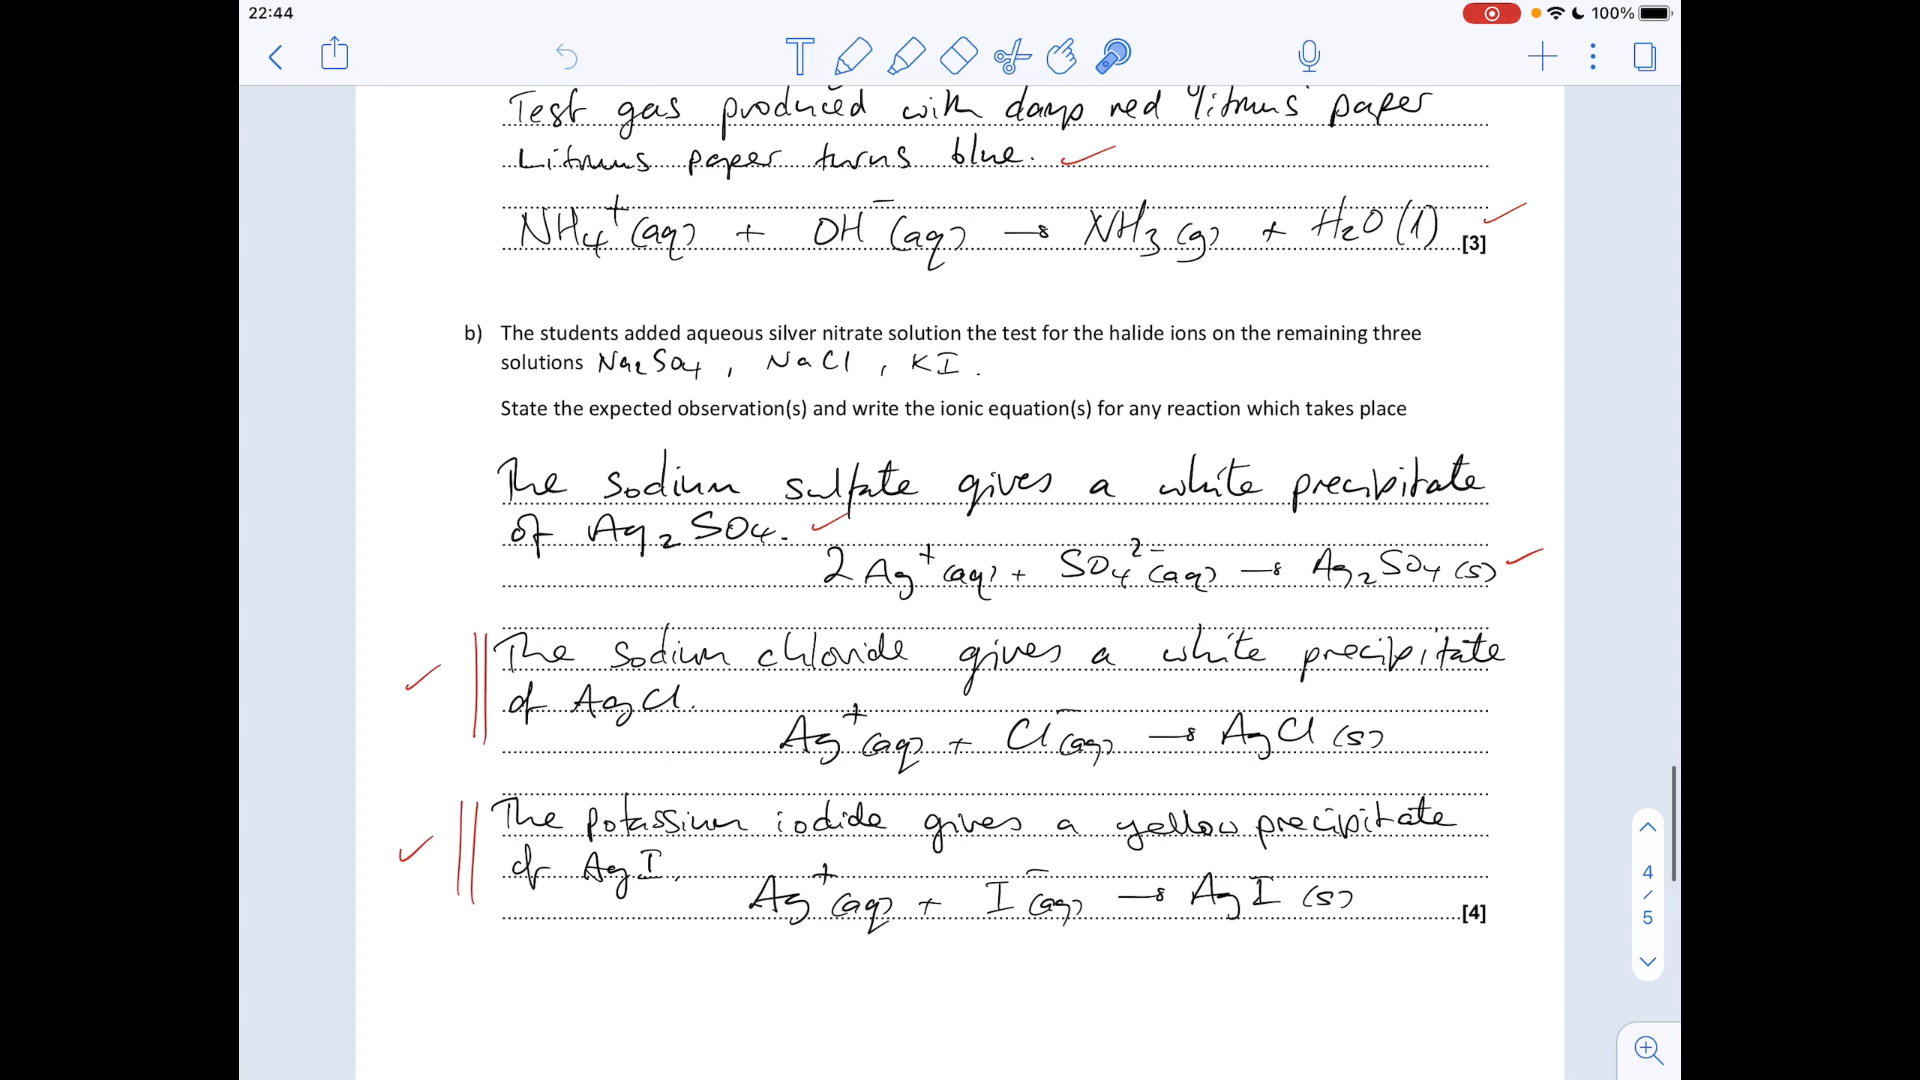 22:44
100%
Test gas produced with damp red litmus paper
Litmus paper turns blue.
NH₄⁺(aq) + OH⁻(aq) → NH₃(g) + H₂O(l)
[3]
b) The students added aqueous silver nitrate solution the test for the halide ions on the remaining three
solutions Na₂SO₄ , NaCl , KI .
State the expected observation(s) and write the ionic equation(s) for any reaction which takes place
The sodium sulfate gives a white precipitate
of Ag₂SO₄.
2Ag⁺(aq) + SO₄²⁻(aq) → Ag₂SO₄(s)
The sodium chloride gives a white precipitate
of AgCl.
Ag⁺(aq) + Cl⁻(aq) → AgCl(s)
The potassium iodide gives a yellow precipitate
of AgI.
Ag⁺(aq) + I⁻(aq) → AgI(s)
[4]
4
/
5